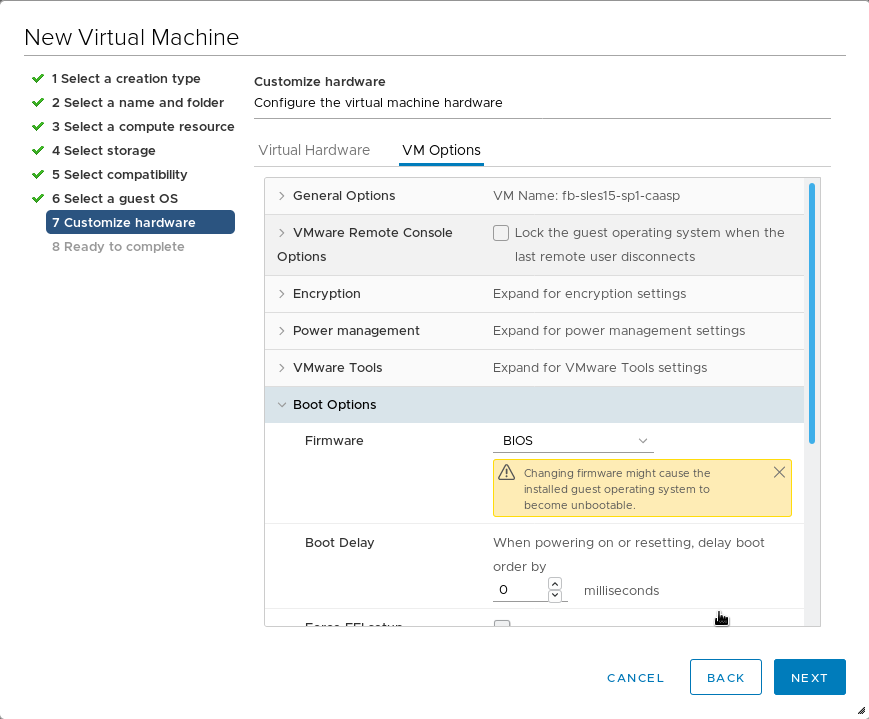 New Virtual Machine
1 Select a creation type
2 Select a name and folder
3 Select a compute resource
4 Select storage
5 Select compatibility
6 Select a guest OS
7 Customize hardware
8 Ready to complete
Customize hardware
Configure the virtual machine hardware
Virtual Hardware
VM Options
General Options
VM Name: fb-sles15-sp1-caasp
VMware Remote Console
Options
Lock the guest operating system when the
last remote user disconnects
Encryption
Expand for encryption settings
Power management
Expand for power management settings
VMware Tools
Expand for VMware Tools settings
Boot Options
Firmware
BIOS
Changing firmware might cause the
installed guest operating system to
become unbootable.
Boot Delay
When powering on or resetting, delay boot
order by
0 milliseconds
Force EFI setup
CANCEL
BACK
NEXT